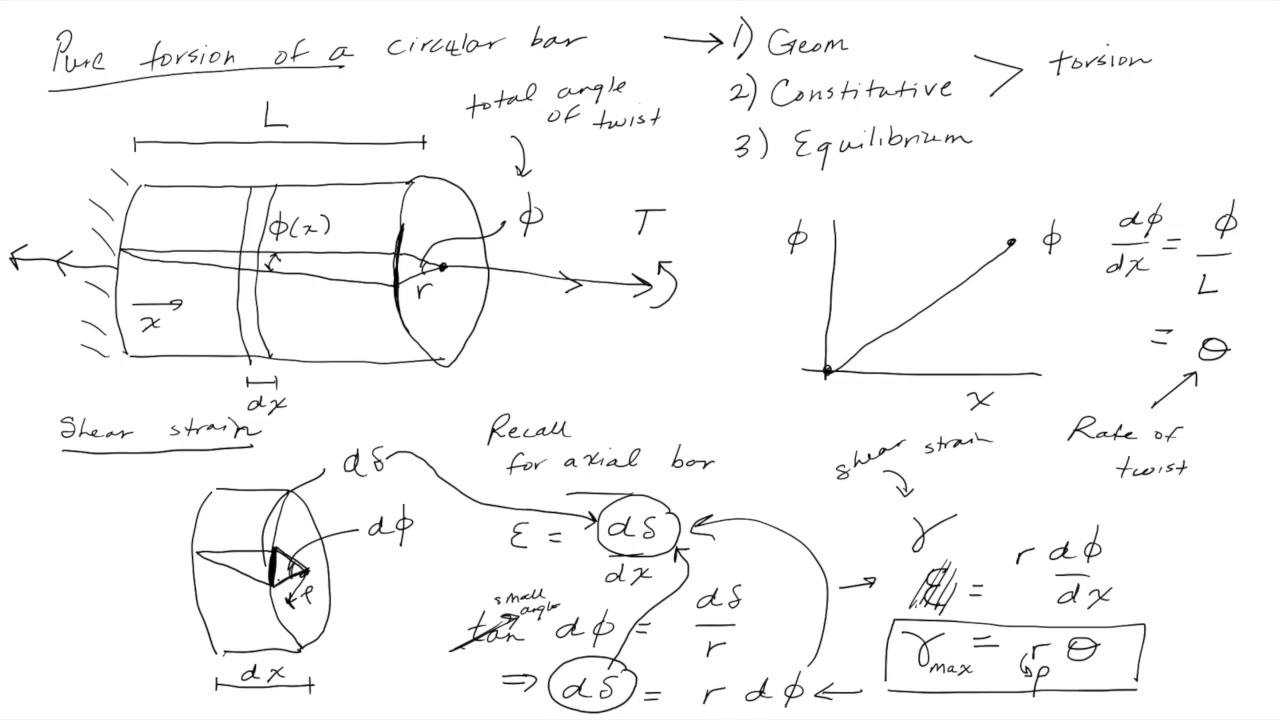 Pure torsion of a circular bar
→ 1) Geom
2) Constitutive > torsion
3) Equilibrium
total angle
of twist
L
ϕ(x)
ϕ
T
r
x
dx
ϕ
ϕ
x
dϕ/dx = ϕ/L
= θ
Rate of
twist
Shear strain
dδ
dϕ
ρ
dx
Recall
for axial bar
ε = dδ/dx
small
angle
tan dϕ = dδ/r
⇒ dδ = r dϕ
shear strain
γ = r dϕ/dx
γmax = r θ
ρ